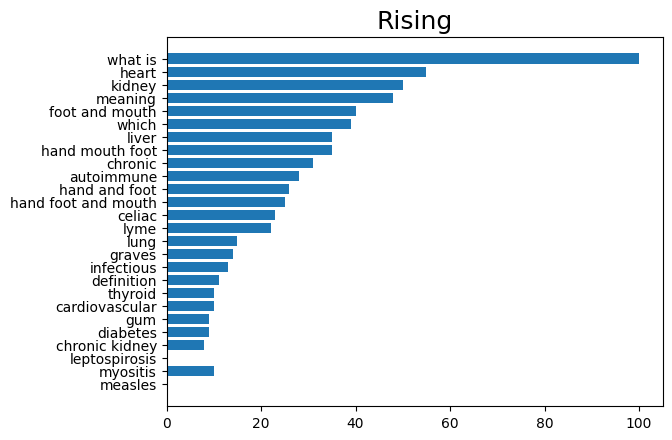 Rising
what is
heart
kidney
meaning
foot and mouth
which
liver
hand mouth foot
chronic
autoimmune
hand and foot
hand foot and mouth
celiac
lyme
lung
graves
infectious
definition
thyroid
cardiovascular
gum
diabetes
chronic kidney
leptospirosis
myositis
measles
0 20 40 60 80 100